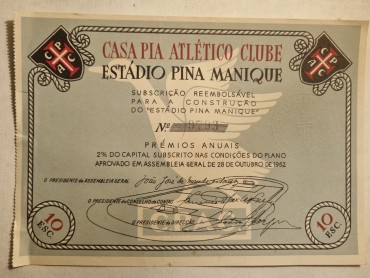 CASA PIA ATLÉTICO CLUBE
ESTÁDIO PINA MANIQUE
SUBSCRIÇÃO REEMBOLSÁVEL
PARA A CONSTRUÇÃO
DO "ESTÁDIO PINA MANIQUE"
Nº
PRÉMIOS ANUAIS
2% DO CAPITAL SUBSCRITO NAS CONDIÇÕES DO PLANO
APROVADO EM ASSEMBLEIA GERAL DE 28 DE OUTUBRO DE 1952
O PRESIDENTE DA ASSEMBLEIA GERAL
O PRESIDENTE DO CONSELHO DE CONTAS
O PRESIDENTE DA DIRECÇÃO
10 ESC.
10 ESC.